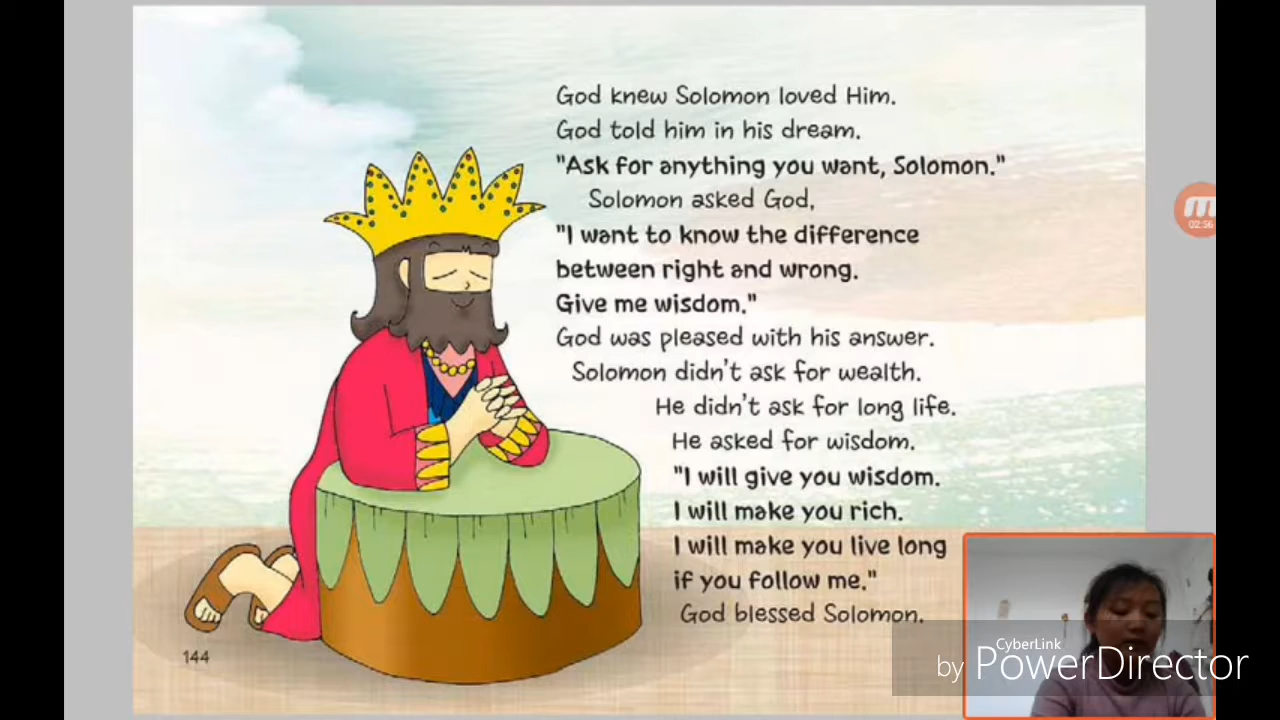 God knew Solomon loved Him.
God told him in his dream.
"Ask for anything you want, Solomon."
Solomon asked God,
"I want to know the difference
between right and wrong.
Give me wisdom."
God was pleased with his answer.
Solomon didn't ask for wealth.
He didn't ask for long life.
He asked for wisdom.
"I will give you wisdom.
I will make you rich.
I will make you live long
if you follow me."
God blessed Solomon.
144
02:56
CyberLink
by PowerDirector